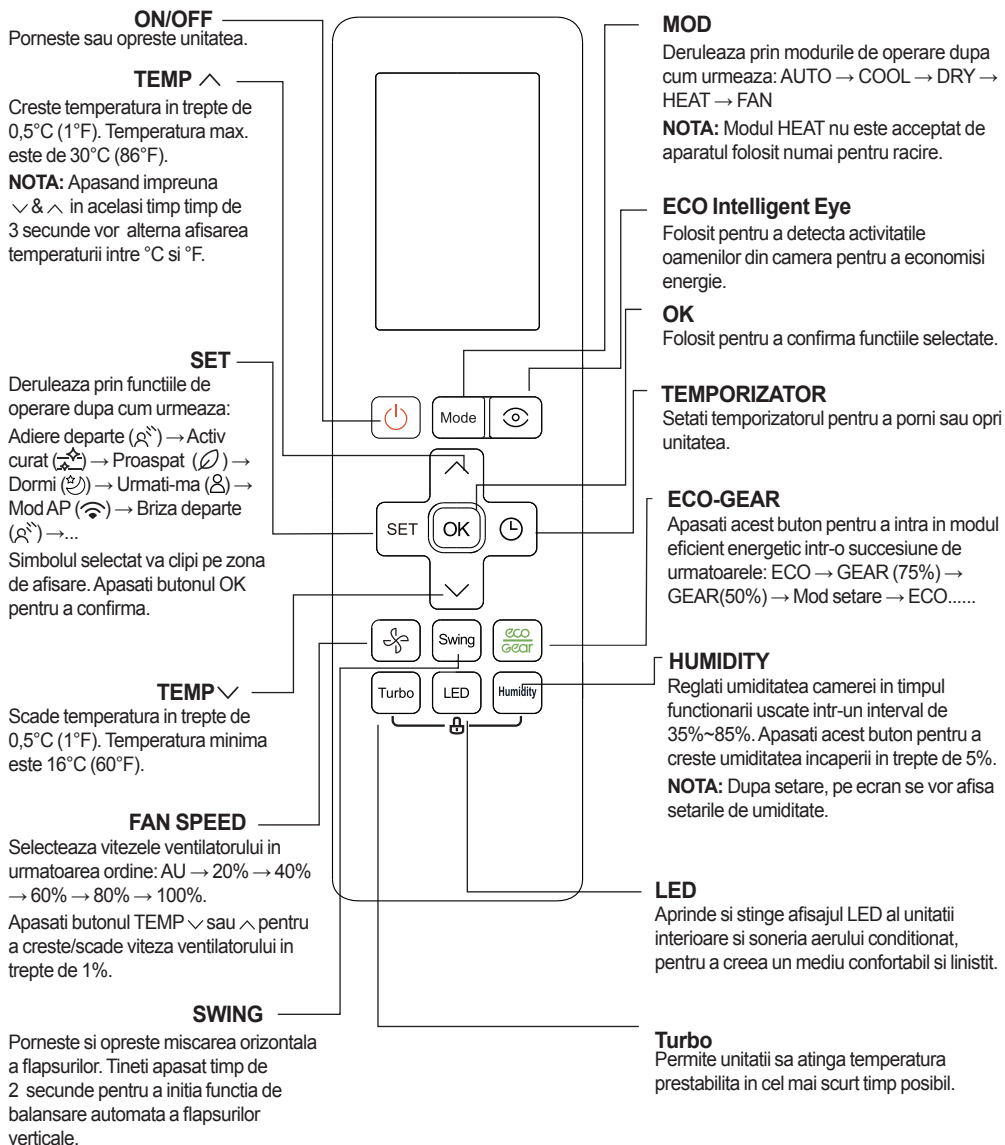 ON/OFF
Porneste sau opreste unitatea.
TEMP ︿
Creste temperatura in trepte de
0,5°C (1°F). Temperatura max.
este de 30°C (86°F).
NOTA: Apasand impreuna
﹀& ︿ in acelasi timp timp de
3 secunde vor alterna afisarea
temperaturii intre °C si °F.
SET
Deruleaza prin functiile de
operare dupa cum urmeaza:
Adiere departe () → Activ
curat () → Proaspat () →
Dormi () → Urmati-ma () →
Mod AP () → Briza departe
() →...
Simbolul selectat va clipi pe zona
de afisare. Apasati butonul OK
pentru a confirma.
TEMP ﹀
Scade temperatura in trepte de
0,5°C (1°F). Temperatura minima
este 16°C (60°F).
FAN SPEED
Selecteaza vitezele ventilatorului in
urmatoarea ordine: AU → 20% → 40%
→ 60% → 80% → 100%.
Apasati butonul TEMP ﹀ sau ︿ pentru
a creste/scade viteza ventilatorului in
trepte de 1%.
SWING
Porneste si opreste miscarea orizontala
a flapsurilor. Tineti apasat timp de
2 secunde pentru a initia functia de
balansare automata a flapsurilor
verticale.
Mode
SET
OK
Swing
eco
Gear
Turbo
LED
Humidity
MOD
Deruleaza prin modurile de operare dupa
cum urmeaza: AUTO → COOL → DRY →
HEAT → FAN
NOTA: Modul HEAT nu este acceptat de
aparatul folosit numai pentru racire.
ECO Intelligent Eye
Folosit pentru a detecta activitatile
oamenilor din camera pentru a economisi
energie.
OK
Folosit pentru a confirma functiile selectate.
TEMPORIZATOR
Setati temporizatorul pentru a porni sau opri
unitatea.
ECO-GEAR
Apasati acest buton pentru a intra in modul
eficient energetic intr-o succesiune de
urmatoarele: ECO → GEAR (75%) →
GEAR(50%) → Mod setare → ECO......
HUMIDITY
Reglati umiditatea camerei in timpul
functionarii uscate intr-un interval de
35%~85%. Apasati acest buton pentru a
creste umiditatea incaperii in trepte de 5%.
NOTA: Dupa setare, pe ecran se vor afisa
setarile de umiditate.
LED
Aprinde si stinge afisajul LED al unitatii
interioare si soneria aerului conditionat,
pentru a creea un mediu confortabil si linistit.
Turbo
Permite unitatii sa atinga temperatura
prestabilita in cel mai scurt timp posibil.